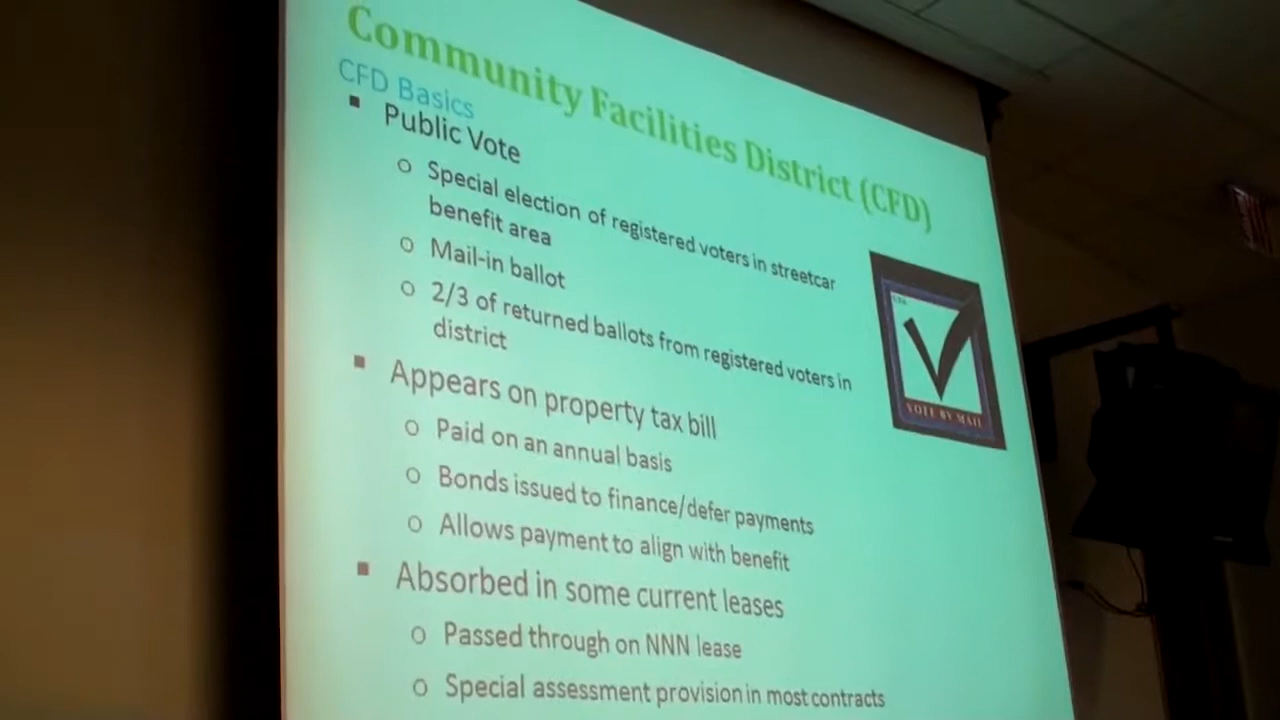 Community Facilities District (CFD)
CFD Basics
▪ Public Vote
o Special election of registered voters in streetcar
benefit area
o Mail-in ballot
o 2/3 of returned ballots from registered voters in
district
▪ Appears on property tax bill
o Paid on an annual basis
o Bonds issued to finance/defer payments
o Allows payment to align with benefit
▪ Absorbed in some current leases
o Passed through on NNN lease
o Special assessment provision in most contracts
VOTE BY MAIL